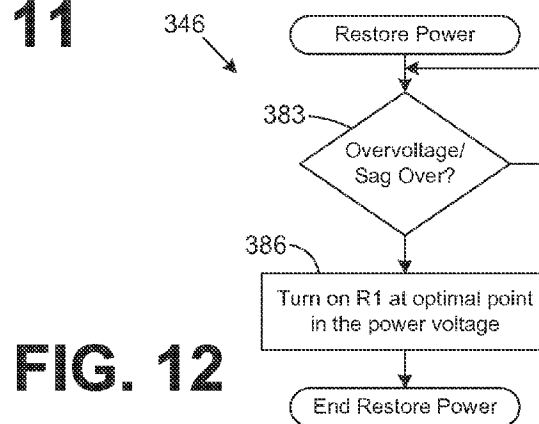 11
346
Restore Power
383
Overvoltage/
Sag Over?
386
Turn on R1 at optimal point
in the power voltage
FIG. 12
End Restore Power